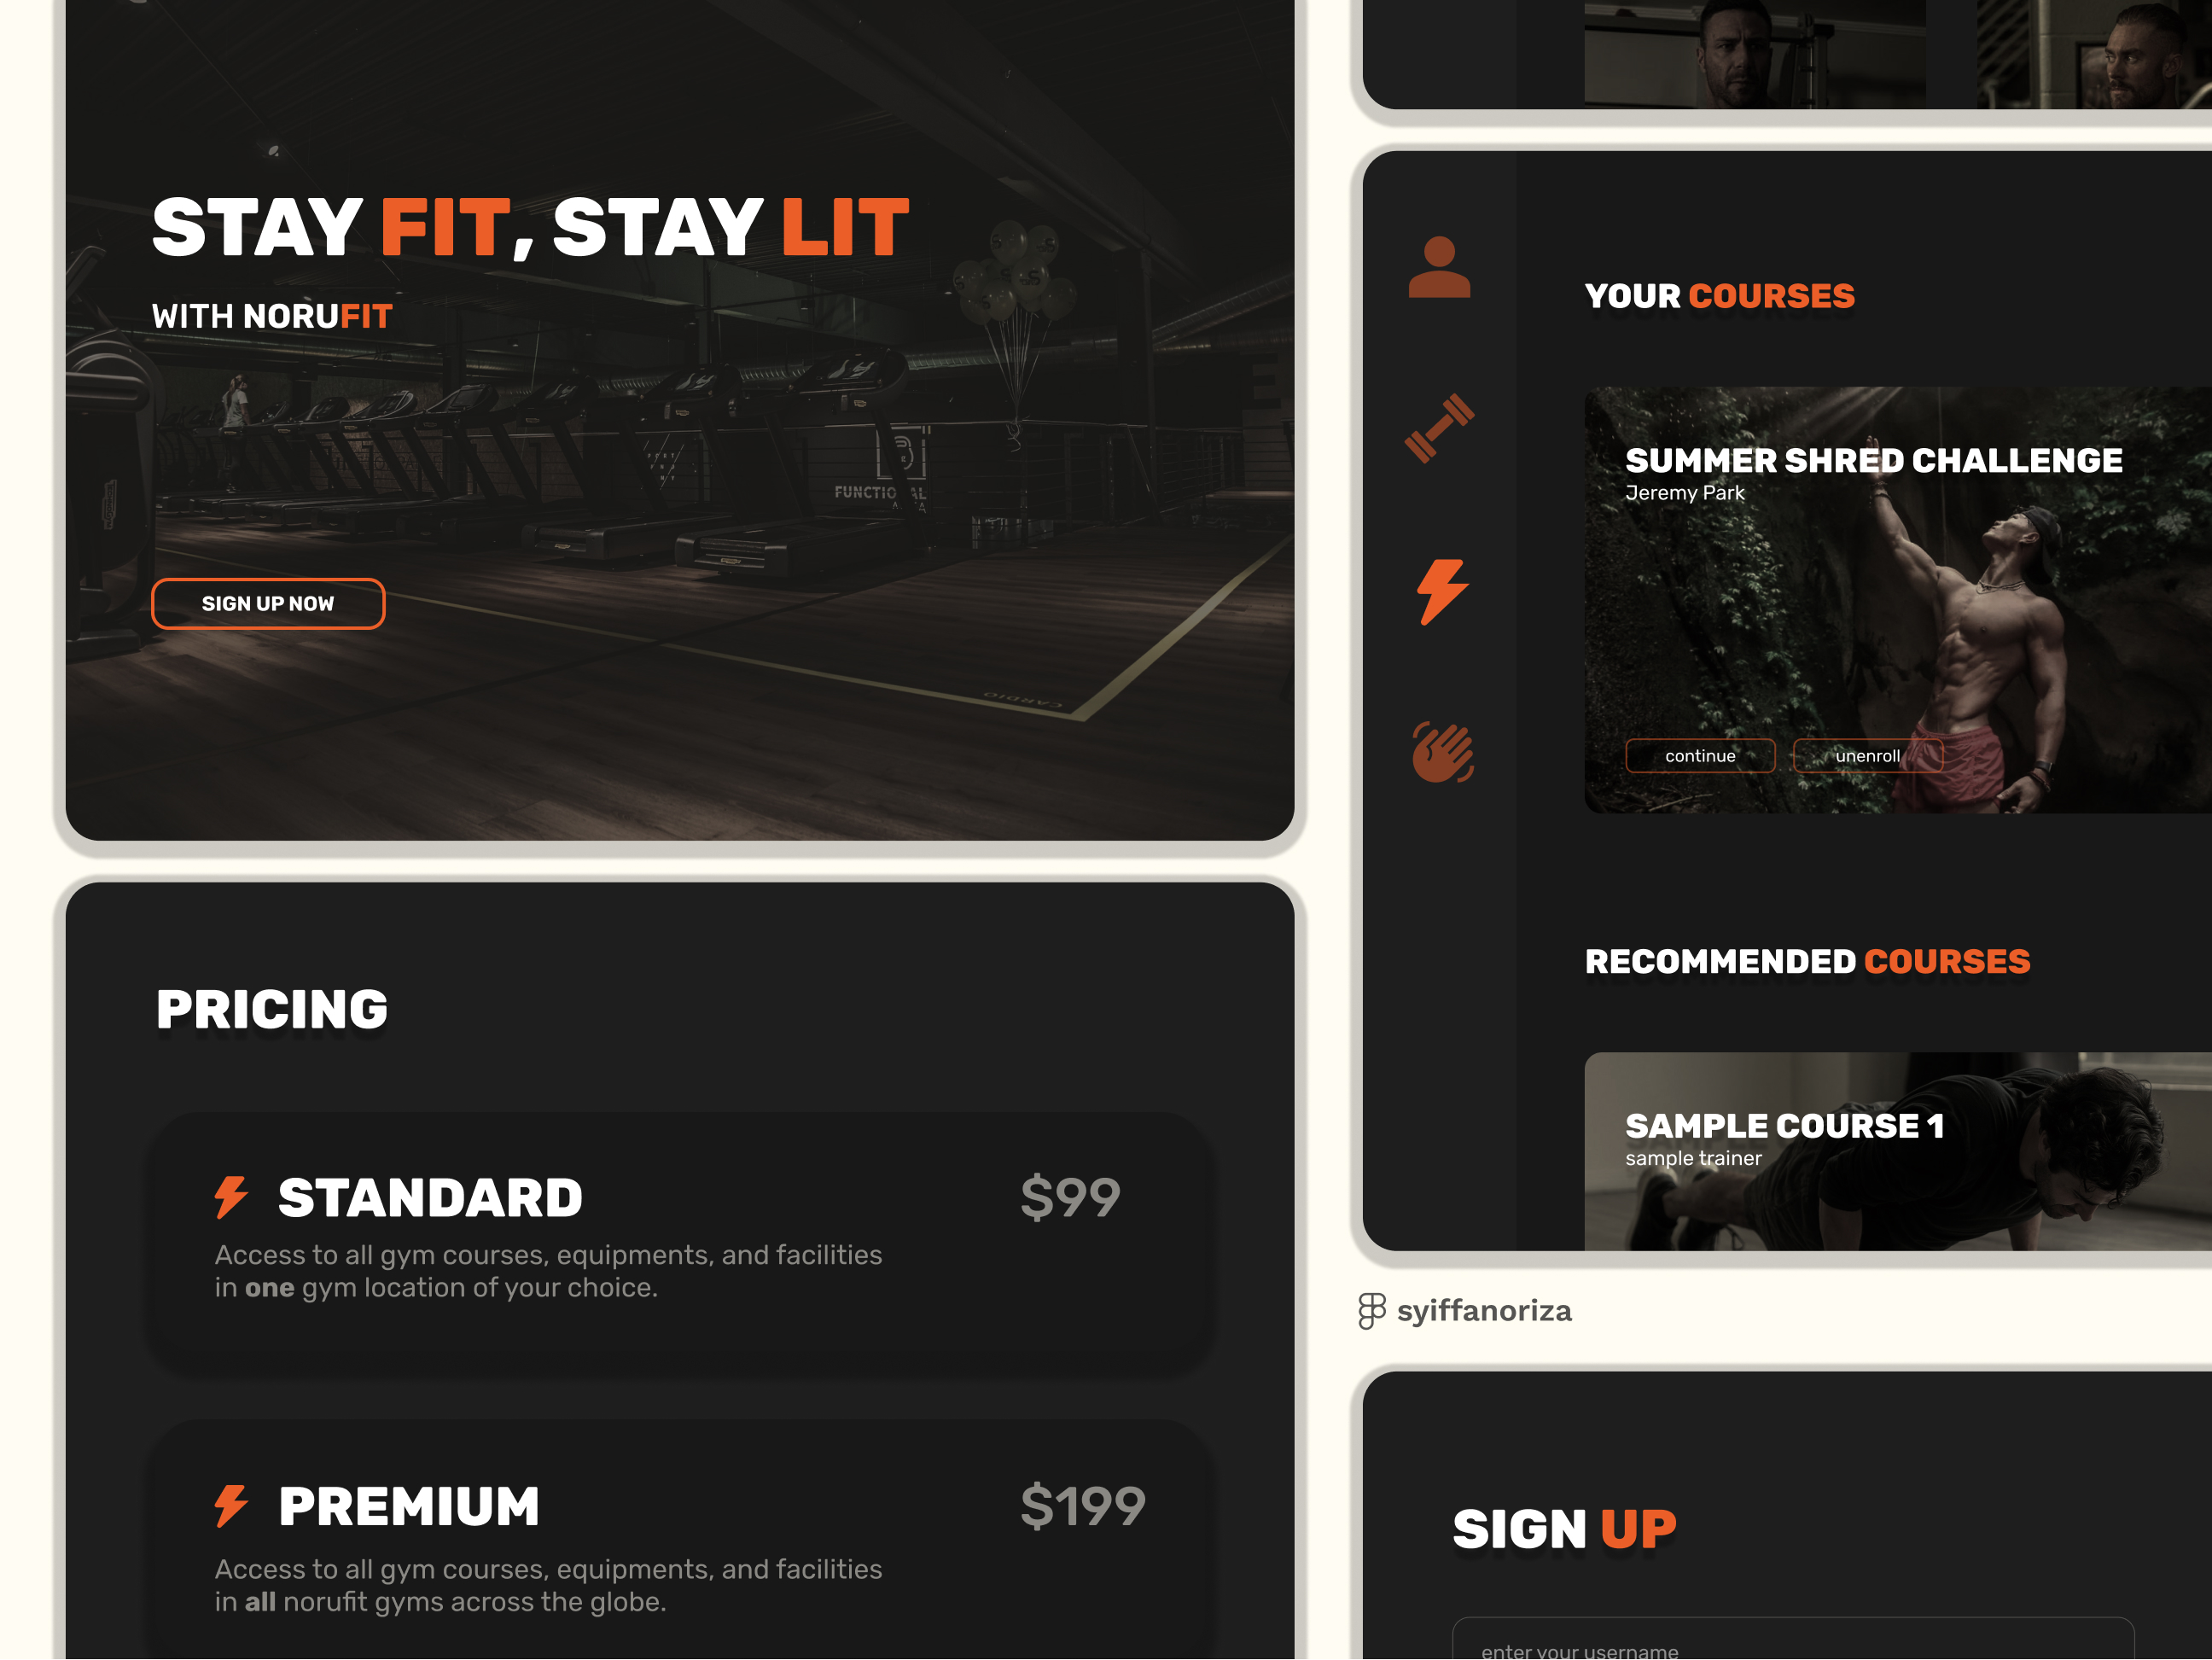 STAY FIT, STAY LIT
WITH NORUFIT
FUNCTIONAL
CARDIO
SIGN UP NOW
PRICING
STANDARD
$99
Access to all gym courses, equipments, and facilities
in one gym location of your choice.
PREMIUM
$199
Access to all gym courses, equipments, and facilities
in all norufit gyms across the globe.
YOUR COURSES
SUMMER SHRED CHALLENGE
Jeremy Park
continue
unenroll
RECOMMENDED COURSES
SAMPLE COURSE 1
sample trainer
syiffanoriza
SIGN UP
enter your username